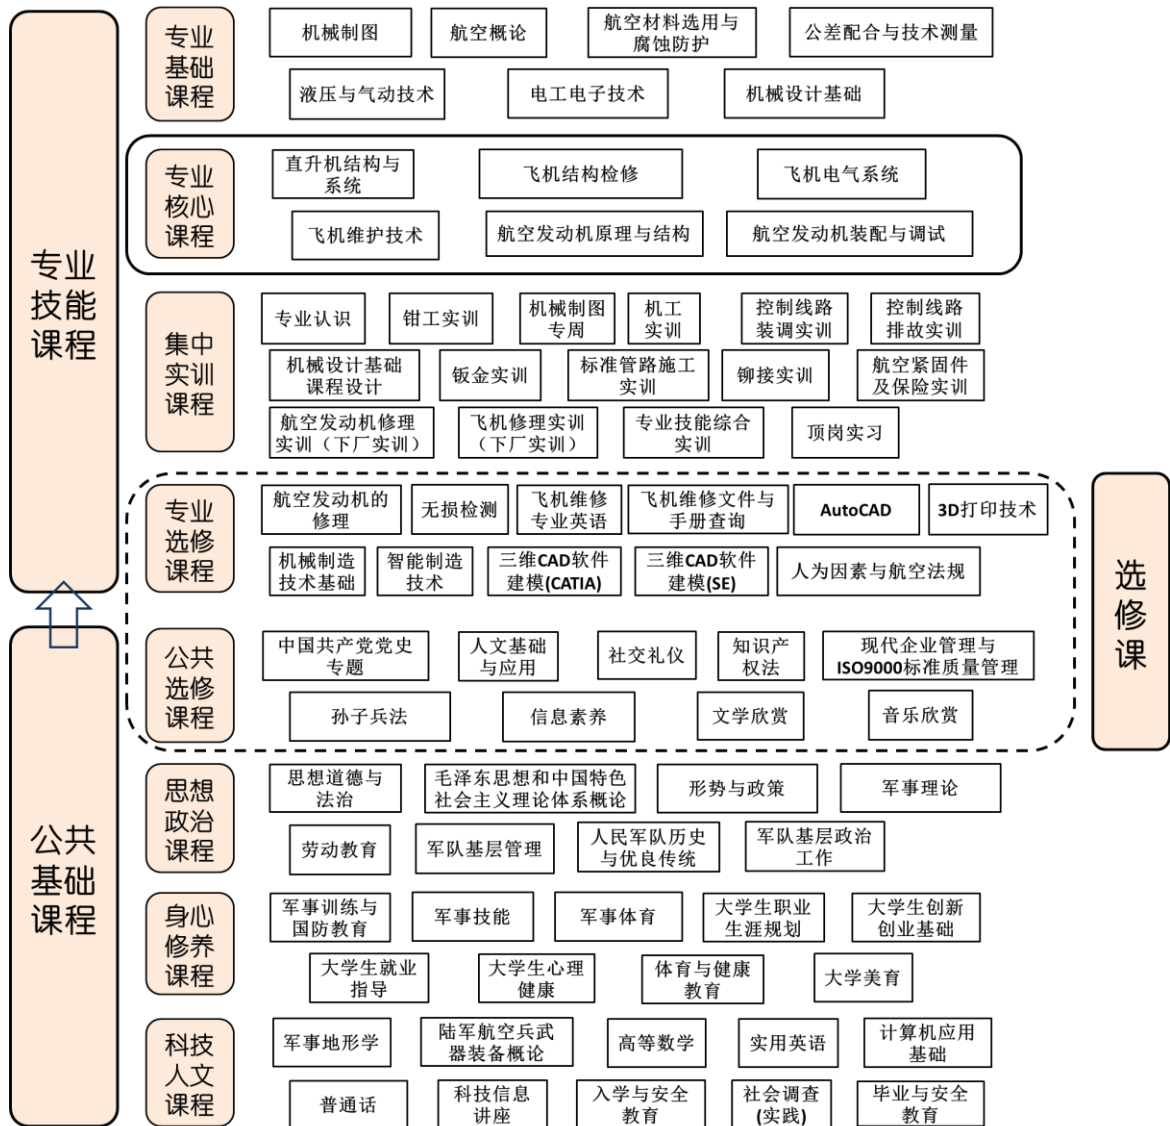 专业
技能
课程
公共
基础
课程
选
修
课
专业
基础
课程
机械制图
航空概论
航空材料选用与
腐蚀防护
公差配合与技术测量
液压与气动技术
电工电子技术
机械设计基础
专业
核心
课程
直升机结构与
系统
飞机结构检修
飞机电气系统
飞机维护技术
航空发动机原理与结构
航空发动机装配与调试
集中
实训
课程
专业认识
钳工实训
机械制图
专周
机工
实训
控制线路
装调实训
控制线路
排故实训
机械设计基础
课程设计
钣金实训
标准管路施工
实训
铆接实训
航空紧固件
及保险实训
航空发动机修理
实训（下厂实训）
飞机修理实训
（下厂实训）
专业技能综合
实训
顶岗实习
专业
选修
课程
航空发动机的
修理
无损检测
飞机维修
专业英语
飞机维修文件与
手册查询
AutoCAD
3D打印技术
机械制造
技术基础
智能制造
技术
三维CAD软件
建模(CATIA)
三维CAD软件
建模(SE)
人为因素与航空法规
公共
选修
课程
中国共产党党史
专题
人文基础
与应用
社交礼仪
知识产
权法
现代企业管理与
ISO9000标准质量管理
孙子兵法
信息素养
文学欣赏
音乐欣赏
思想
政治
课程
思想道德与
法治
毛泽东思想和中国特色
社会主义理论体系概论
形势与政策
军事理论
劳动教育
军队基层管理
人民军队历史
与优良传统
军队基层政治
工作
身心
修养
课程
军事训练与
国防教育
军事技能
军事体育
大学生职业
生涯规划
大学生创新
创业基础
大学生就业
指导
大学生心理
健康
体育与健康
教育
大学美育
科技
人文
课程
军事地形学
陆军航空兵武
器装备概论
高等数学
实用英语
计算机应用
基础
普通话
科技信息
讲座
入学与安全
教育
社会调查
(实践)
毕业与安全
教育